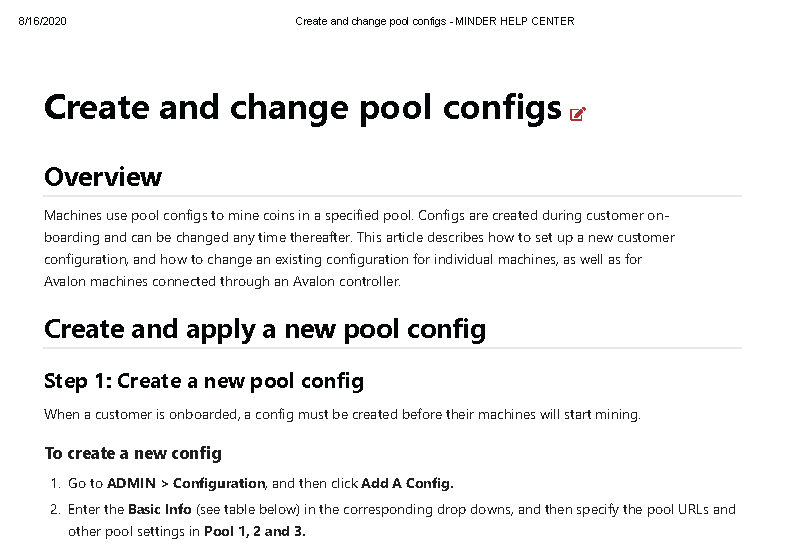 8/16/2020 Create and change pool configs - MINDER HELP CENTER
Create and change pool configs
Overview
Machines use pool configs to mine coins in a specified pool. Configs are created during customer on-
boarding and can be changed any time thereafter. This article describes how to set up a new customer
configuration, and how to change an existing configuration for individual machines, as well as for
Avalon machines connected through an Avalon controller.
Create and apply a new pool config
Step 1: Create a new pool config
When a customer is onboarded, a config must be created before their machines will start mining.
To create a new config
1. Go to ADMIN > Configuration, and then click Add A Config.
2. Enter the Basic Info (see table below) in the corresponding drop downs, and then specify the pool URLs and
other pool settings in Pool 1, 2 and 3.